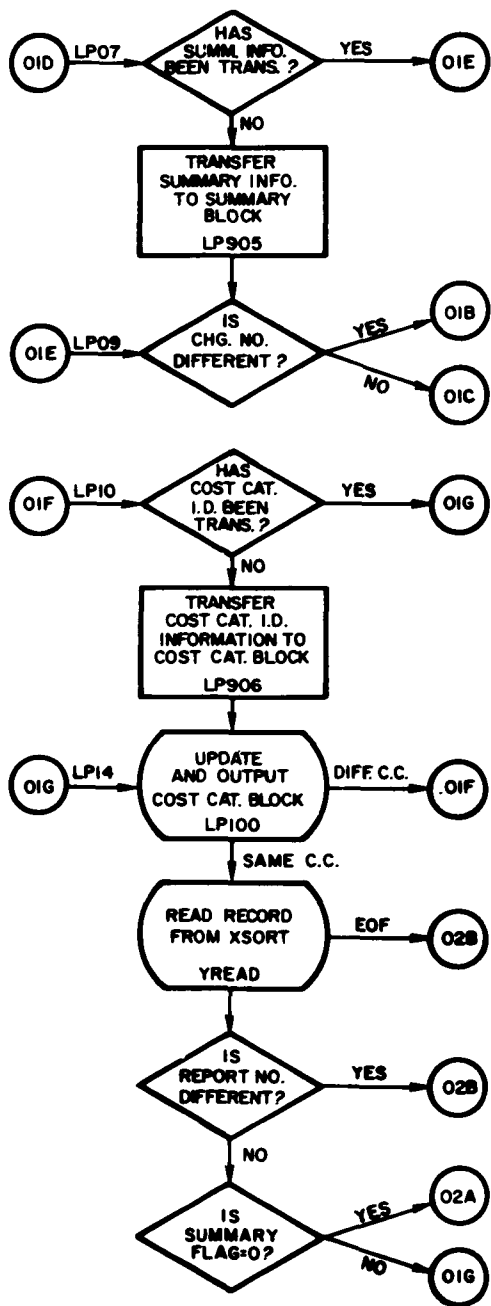 HAS
SUMM. INFO.
BEEN TRANS. ?
01D
LP07
YES
01E
NO
TRANSFER
SUMMARY INFO.
TO SUMMARY
BLOCK
LP905
IS
CHG. NO.
DIFFERENT ?
01E
LP09
YES
01B
NO
01C
HAS
COST CAT.
I.D. BEEN
TRANS. ?
01F
LP10
YES
01G
NO
TRANSFER
COST CAT. I.D.
INFORMATION TO
COST CAT. BLOCK
LP906
01G
LP14
UPDATE
AND OUTPUT
COST CAT. BLOCK
LP100
DIFF. C.C.
01F
SAME C.C.
READ RECORD
FROM XSORT
YREAD
EOF
02B
IS
REPORT NO.
DIFFERENT?
YES
02B
NO
IS
SUMMARY
FLAG=0?
YES
02A
NO
01G